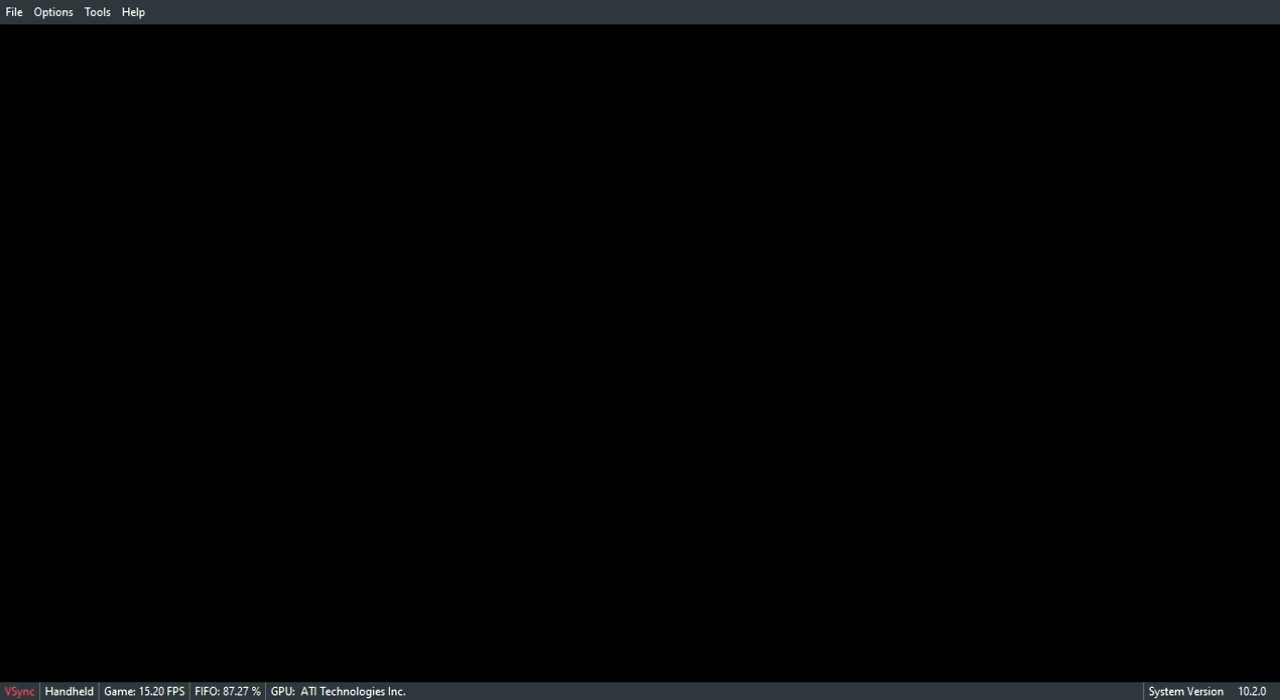 File Options Tools Help
VSync Handheld Game: 15.20 FPS FIFO: 87.27 % GPU: ATI Technologies Inc. System Version 10.2.0